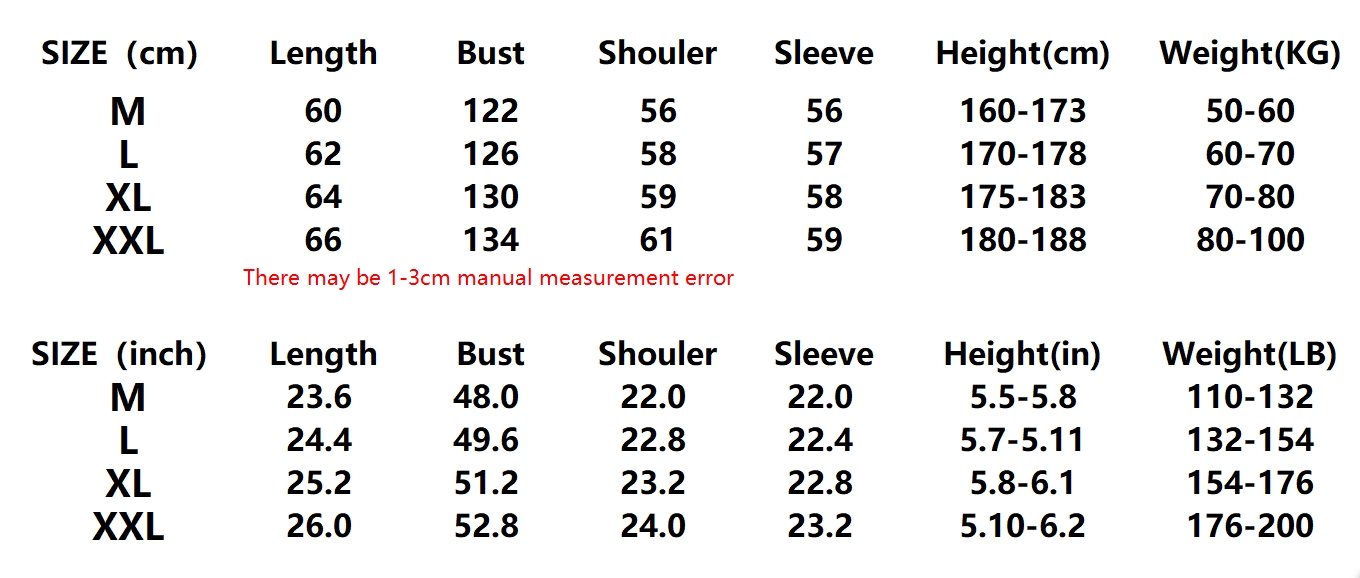 SIZE（cm） Length Bust Shouler Sleeve Height(cm) Weight(KG)
M 60 122 56 56 160-173 50-60
L 62 126 58 57 170-178 60-70
XL 64 130 59 58 175-183 70-80
XXL 66 134 61 59 180-188 80-100
There may be 1-3cm manual measurement error
SIZE（inch） Length Bust Shouler Sleeve Height(in) Weight(LB)
M 23.6 48.0 22.0 22.0 5.5-5.8 110-132
L 24.4 49.6 22.8 22.4 5.7-5.11 132-154
XL 25.2 51.2 23.2 22.8 5.8-6.1 154-176
XXL 26.0 52.8 24.0 23.2 5.10-6.2 176-200